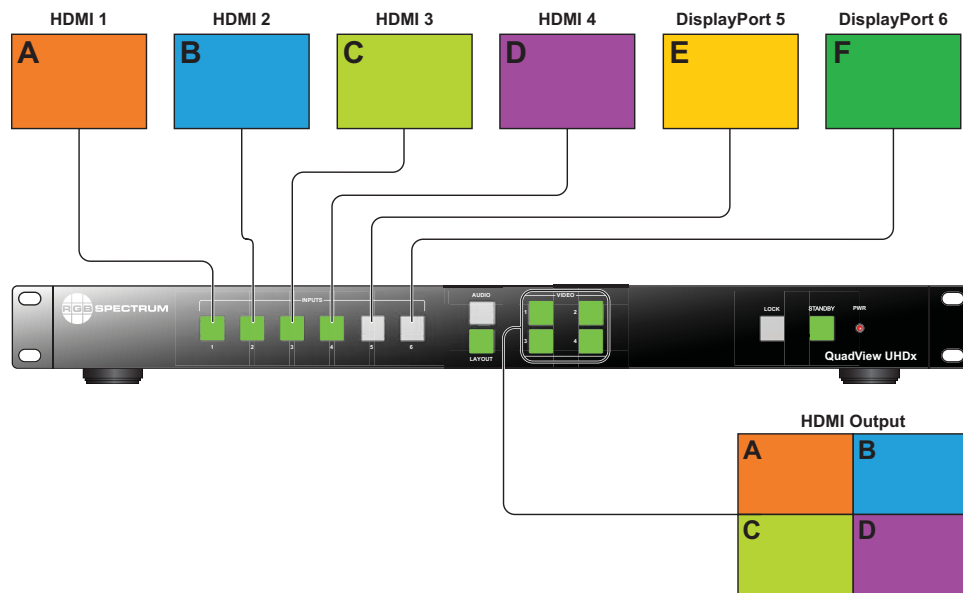 HDMI 1 HDMI 2 HDMI 3 HDMI 4 DisplayPort 5 DisplayPort 6
A B C D E F
RGB SPECTRUM
INPUTS
1 2 3 4 5 6
AUDIO
LAYOUT
VIDEO
1 2
3 4
LOCK STANDBY PWR
QuadView UHDx
HDMI Output
A B
C D